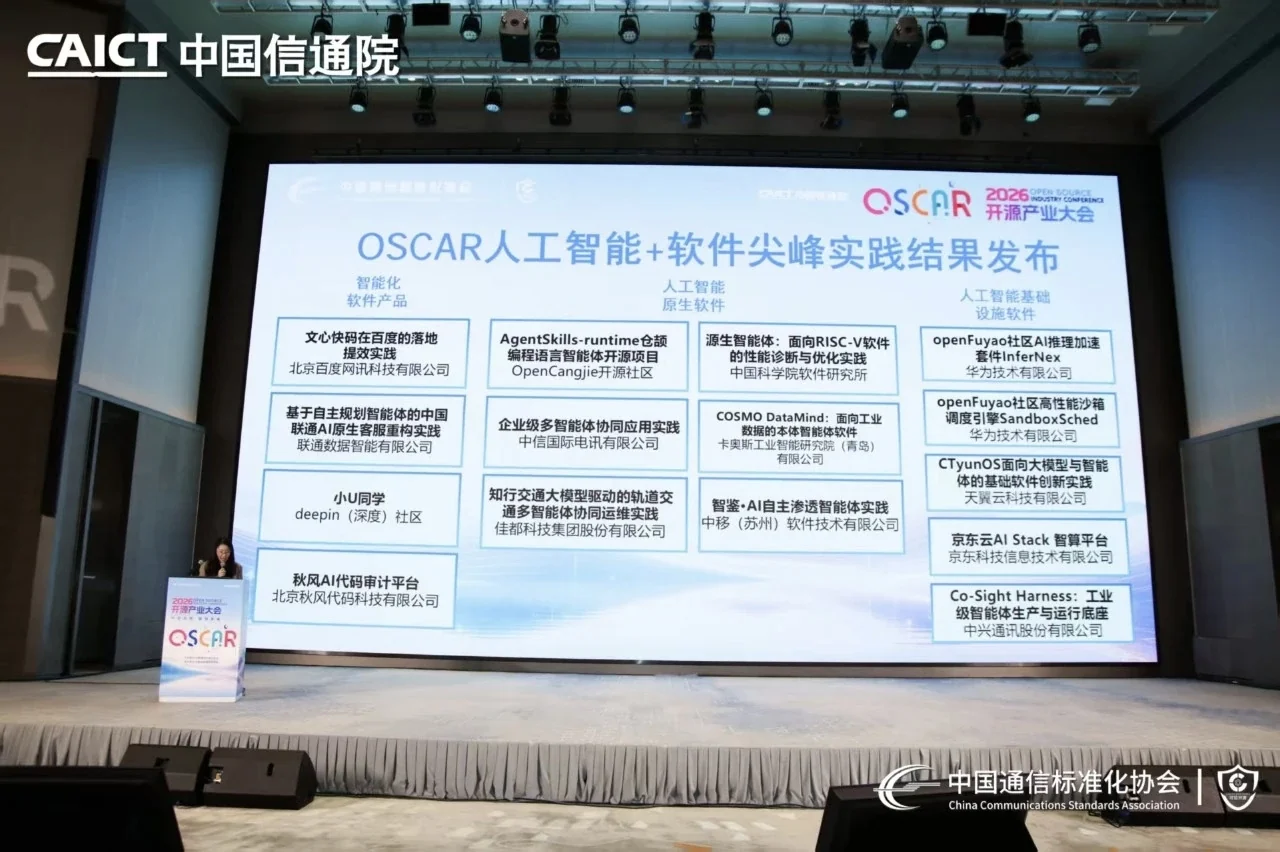 CAICT 中国信通院
OSCAR
2026 OPEN SOURCE
INDUSTRY CONFERENCE
开源产业大会
OSCAR人工智能+软件尖峰实践结果发布
智能化
软件产品
文心快码在百度的落地
提效实践
北京百度网讯科技有限公司
基于自主规划智能体的中国
联通AI原生客服重构实践
联通数据智能有限公司
小U同学
deepin（深度）社区
秋风AI代码审计平台
北京秋风代码科技有限公司
人工智能
原生软件
AgentSkills-runtime仓颉
编程语言智能体开源项目
OpenCangjie开源社区
企业级多智能体协同应用实践
中信国际电讯有限公司
知行交通大模型驱动的轨道交
通多智能体协同运维实践
佳都科技集团股份有限公司
源生智能体：面向RISC-V软件
的性能诊断与优化实践
中国科学院软件研究所
COSMO DataMind：面向工业
数据的本体智能体软件
卡奥斯工业智能研究院（青岛）
有限公司
智鉴·AI自主渗透智能体实践
中移（苏州）软件技术有限公司
人工智能基础
设施软件
openFuyao社区AI推理加速
套件InferNex
华为技术有限公司
openFuyao社区高性能沙箱
调度引擎SandboxSched
华为技术有限公司
CTyunOS面向大模型与智能
体的基础软件创新实践
天翼云科技有限公司
京东云AI Stack 智算平台
京东科技信息技术有限公司
Co-Sight Harness：工业
级智能体生产与运行底座
中兴通讯股份有限公司
2026
开源产业大会
OSCAR
中国通信标准化协会
China Communications Standards Association